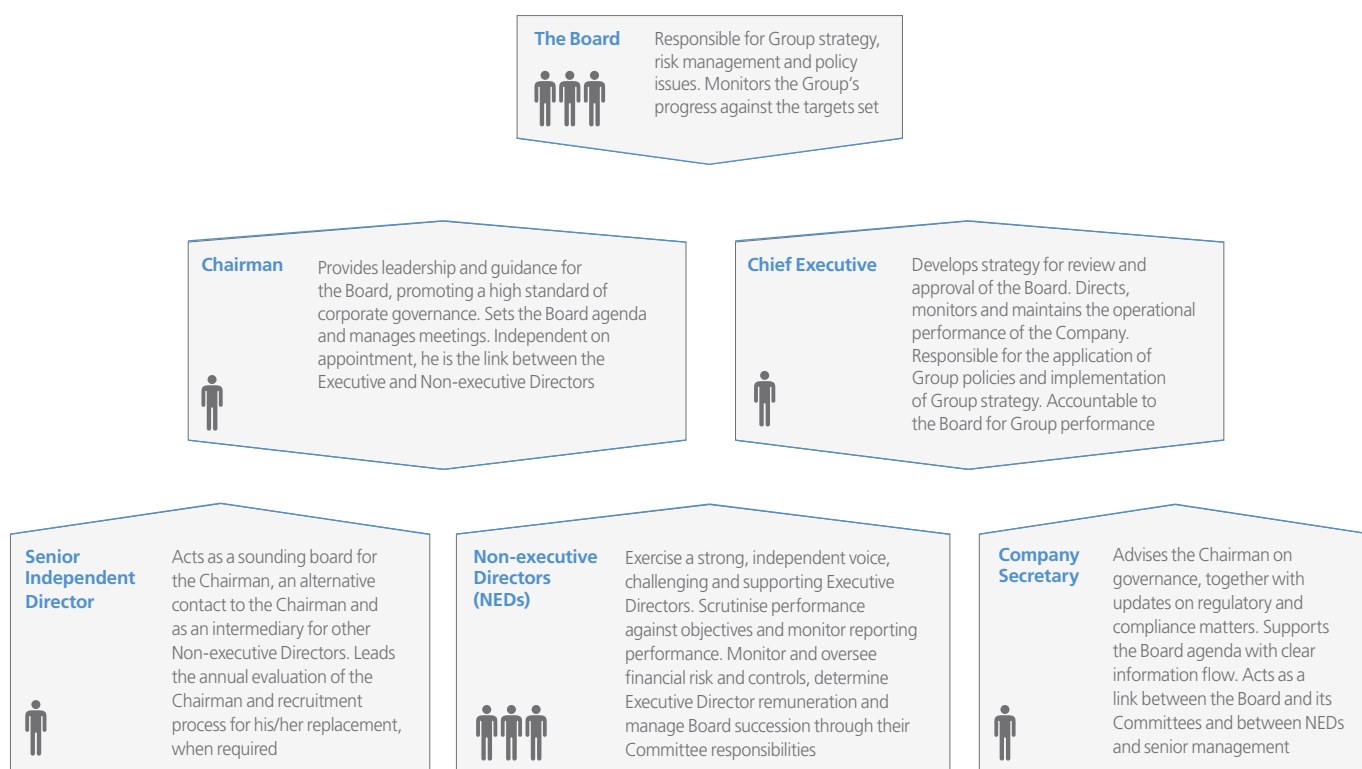 The Board
Responsible for Group strategy,
risk management and policy
issues. Monitors the Group's
progress against the targets set
Chairman
Provides leadership and guidance for
the Board, promoting a high standard of
corporate governance. Sets the Board agenda
and manages meetings. Independent on
appointment, he is the link between the
Executive and Non-executive Directors
Chief Executive
Develops strategy for review and
approval of the Board. Directs,
monitors and maintains the operational
performance of the Company.
Responsible for the application of
Group policies and implementation
of Group strategy. Accountable to
the Board for Group performance
Senior
Independent
Director
Acts as a sounding board for
the Chairman, an alternative
contact to the Chairman and
as an intermediary for other
Non-executive Directors. Leads
the annual evaluation of the
Chairman and recruitment
process for his/her replacement,
when required
Non-executive
Directors
(NEDs)
Exercise a strong, independent voice,
challenging and supporting Executive
Directors. Scrutinise performance
against objectives and monitor reporting
performance. Monitor and oversee
financial risk and controls, determine
Executive Director remuneration and
manage Board succession through their
Committee responsibilities
Company
Secretary
Advises the Chairman on
governance, together with
updates on regulatory and
compliance matters. Supports
the Board agenda with clear
information flow. Acts as a
link between the Board and its
Committees and between NEDs
and senior management